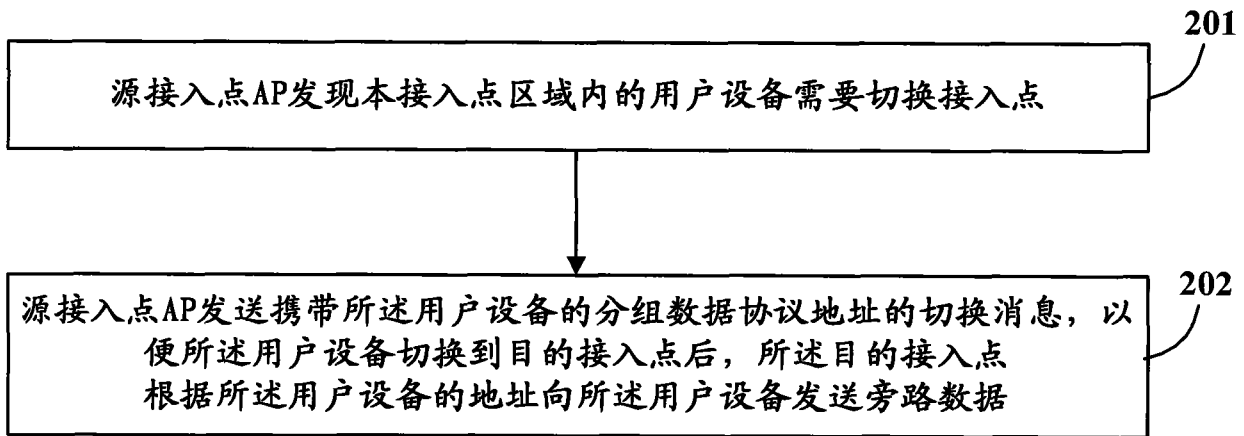 201
源接入点AP发现本接入点区域内的用户设备需要切换接入点
202
源接入点AP发送携带所述用户设备的分组数据协议地址的切换消息，以
便所述用户设备切换到目的接入点后，所述目的接入点
根据所述用户设备的地址向所述用户设备发送旁路数据